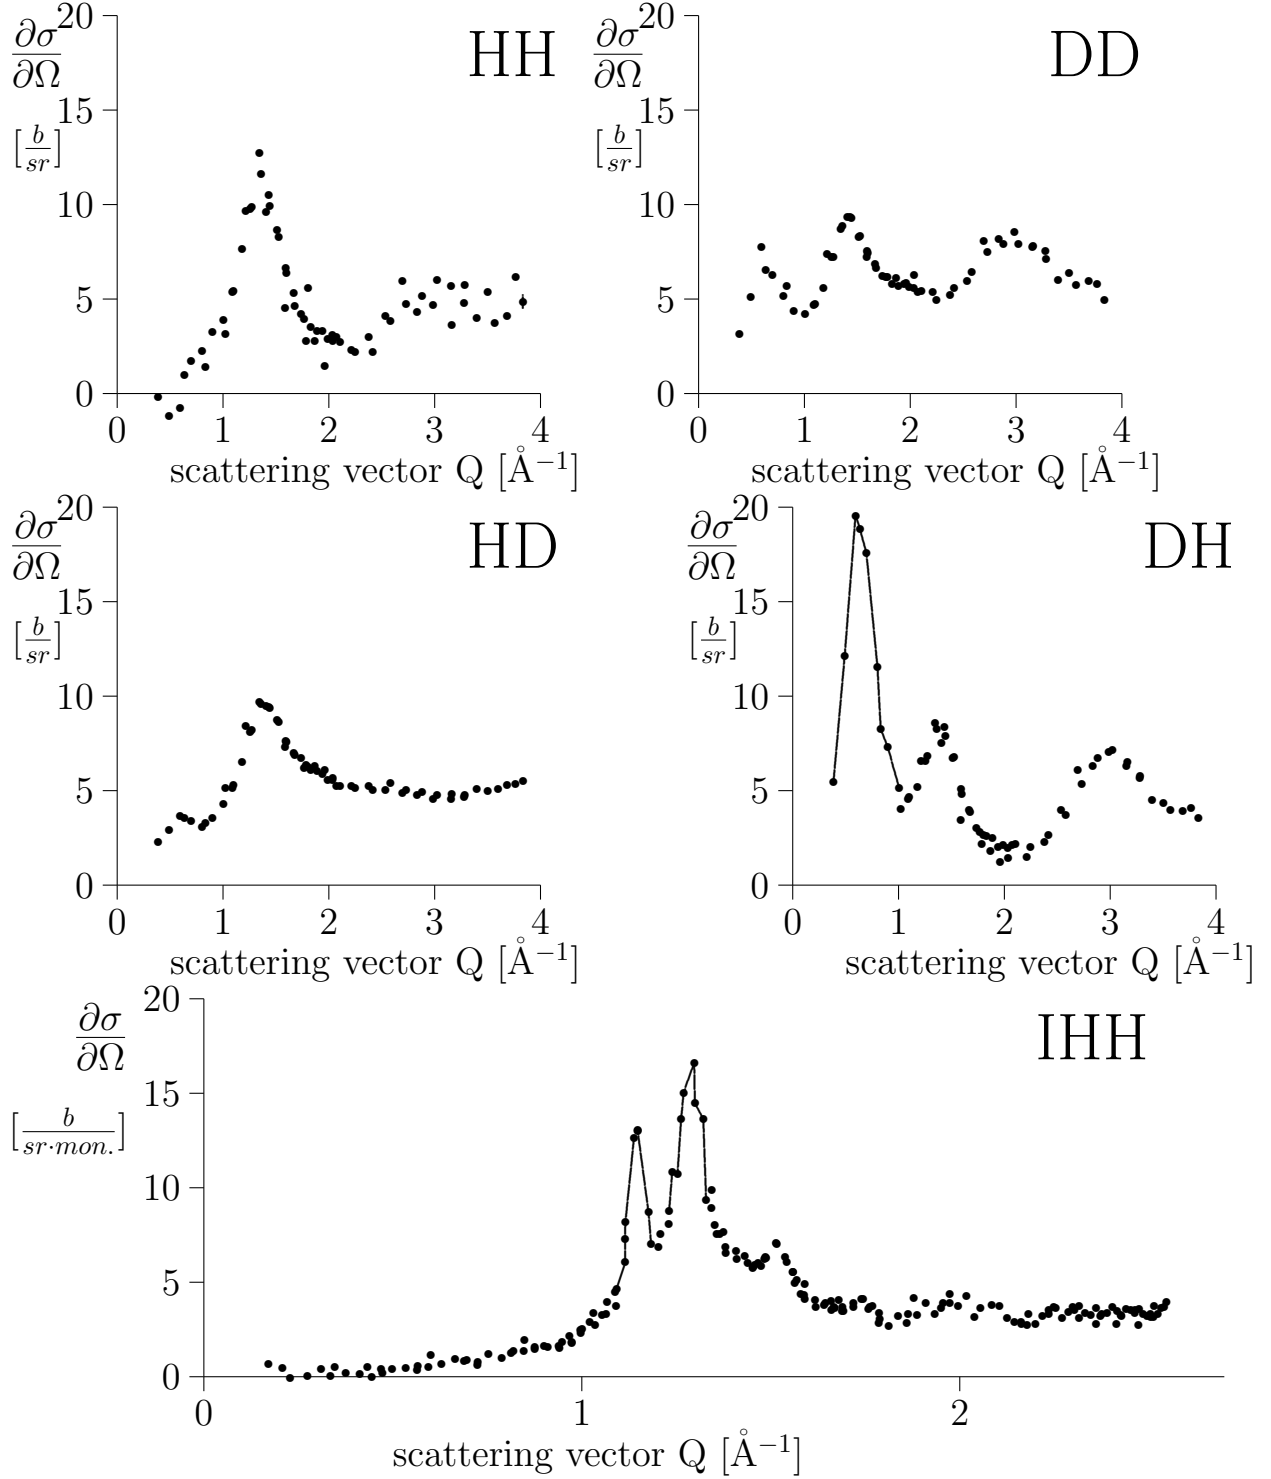 20
∂σ/∂Ω
HH
15
[b/sr]
10
5
0
0 1 2 3 4
scattering vector Q [Å⁻¹]
20
∂σ/∂Ω
DD
15
[b/sr]
10
5
0
0 1 2 3 4
scattering vector Q [Å⁻¹]
20
∂σ/∂Ω
HD
15
[b/sr]
10
5
0
0 1 2 3 4
scattering vector Q [Å⁻¹]
20
∂σ/∂Ω
DH
15
[b/sr]
10
5
0
0 1 2 3 4
scattering vector Q [Å⁻¹]
20
∂σ/∂Ω
IHH
15
[b/sr·mon.]
10
5
0
0 1 2
scattering vector Q [Å⁻¹]